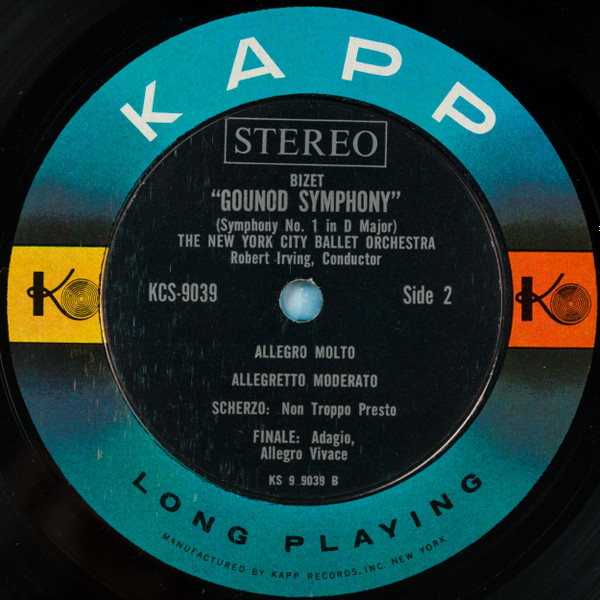 KAPP
STEREO
BIZET
"GOUNOD SYMPHONY"
(Symphony No. 1 in D Major)
THE NEW YORK CITY BALLET ORCHESTRA
Robert Irving, Conductor
KCS-9039
Side 2
K
K
ALLEGRO MOLTO
ALLEGRETTO MODERATO
SCHERZO: Non Troppo Presto
FINALE: Adagio,
Allegro Vivace
KS 9 9039 B
LONG PLAYING
MANUFACTURED BY KAPP RECORDS, INC. NEW YORK